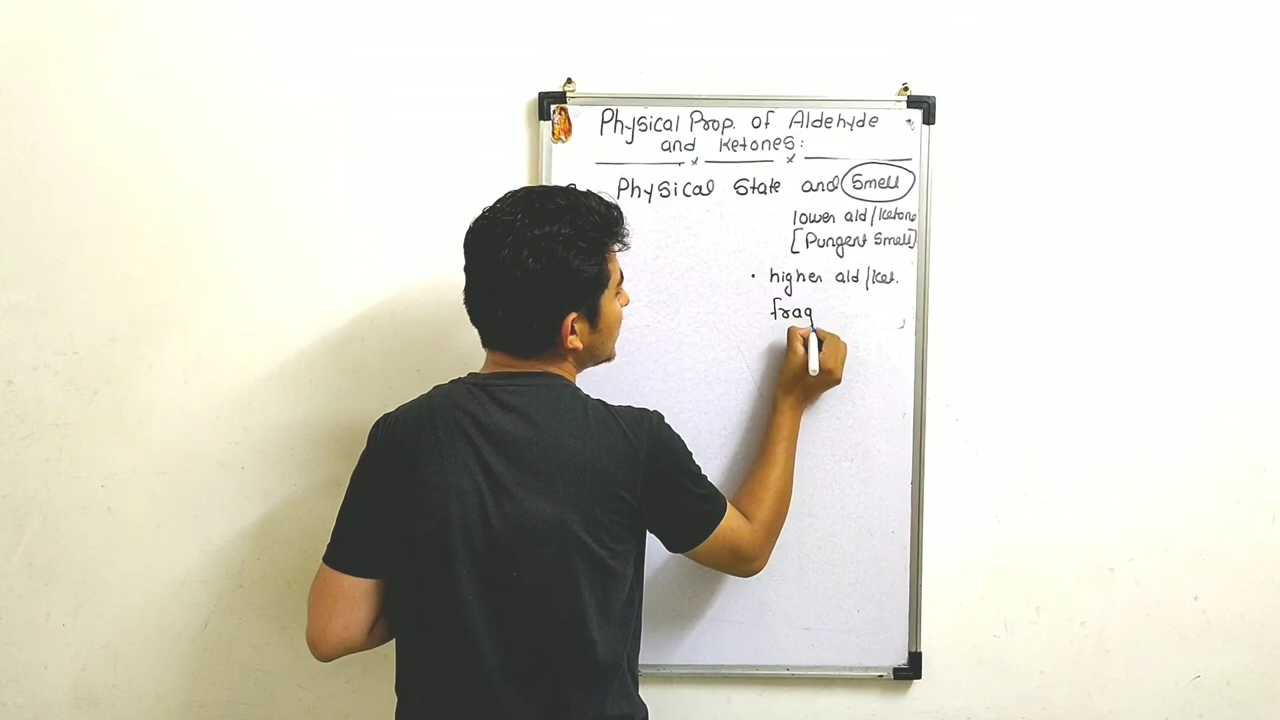 Physical Prop. of Aldehyde
and Ketones:
Physical State and Smell
lower ald/Ketone
[Pungent Smell]
• higher ald/Ket.
frag